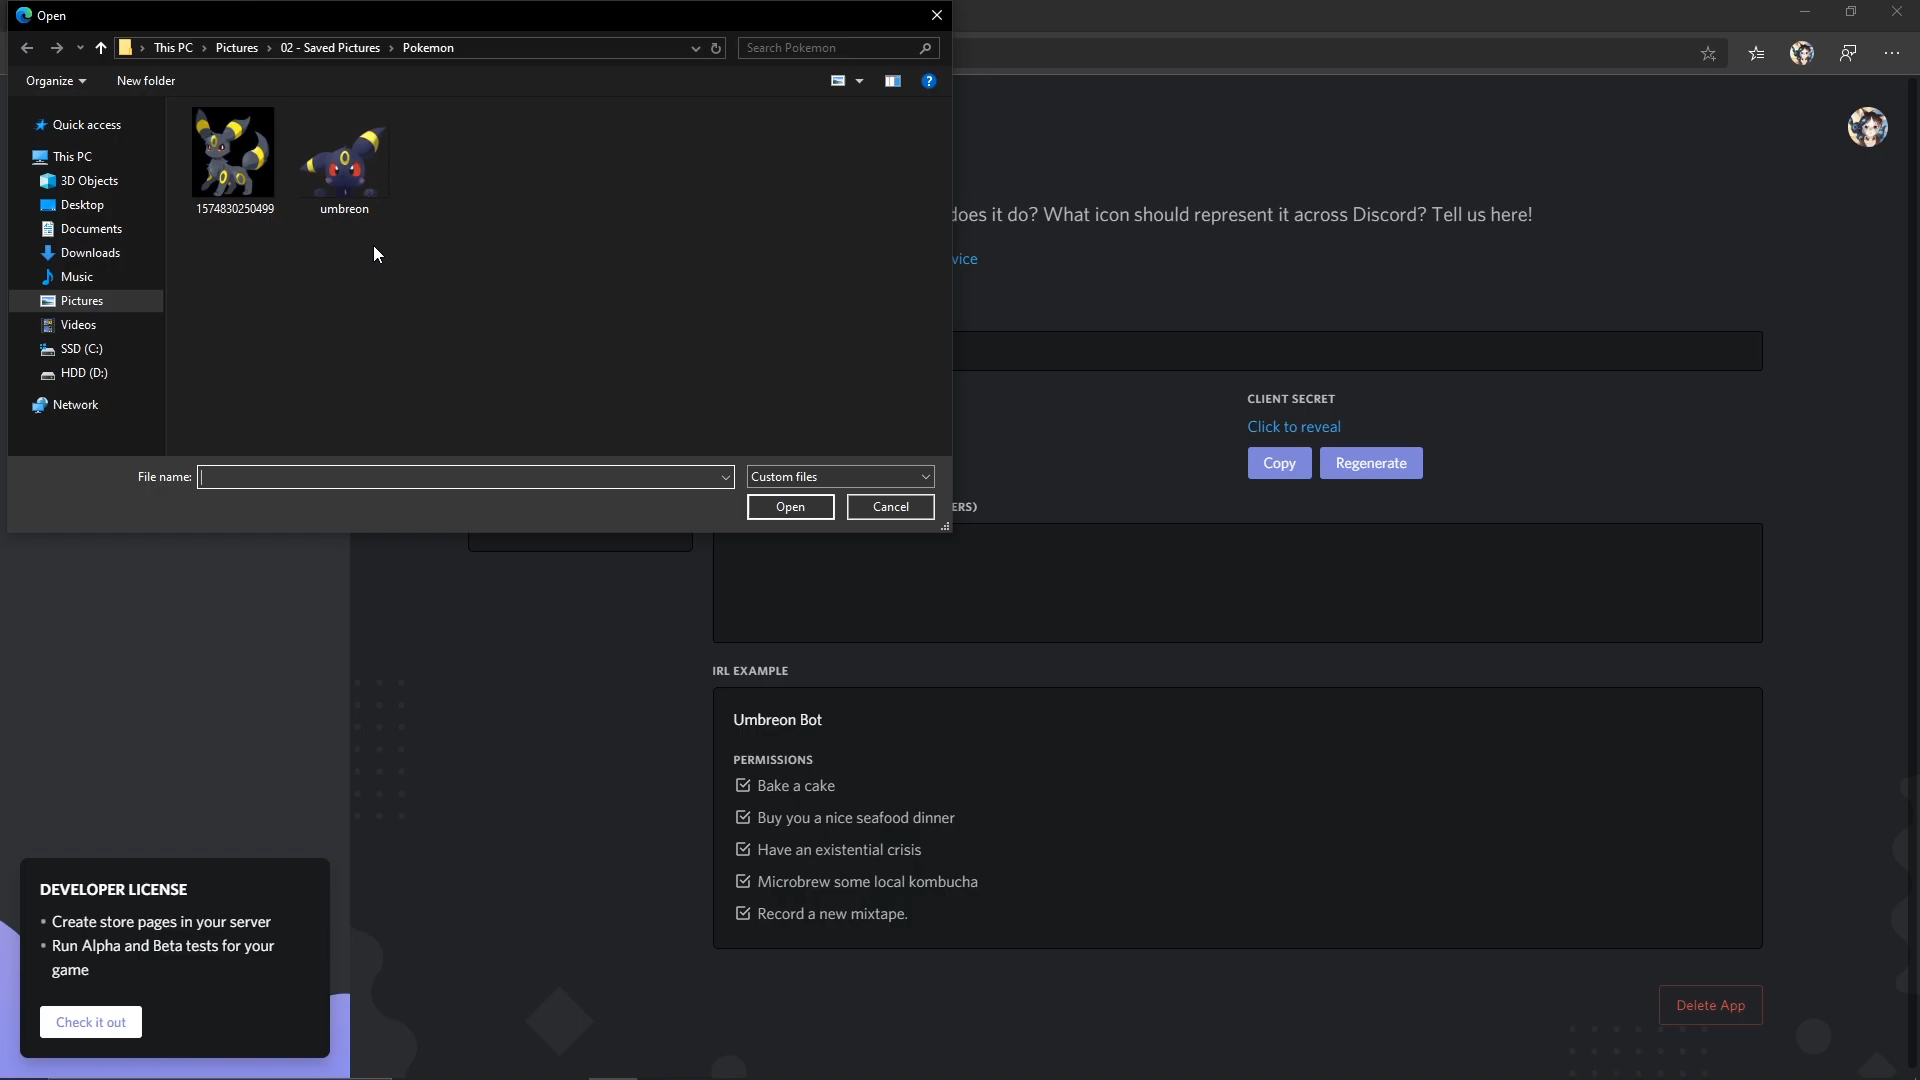 Open
This PC
Pictures
02 - Saved Pictures
Pokemon
Search Pokemon
Organize
New folder
Quick access
This PC
3D Objects
Desktop
Documents
Downloads
Music
Pictures
Videos
SSD (C:)
HDD (D:)
Network
1574830250499
umbreon
File name:
Custom files
Open
Cancel
does it do? What icon should represent it across Discord? Tell us here!
vice
CLIENT SECRET
Click to reveal
Copy
Regenerate
ERS)
IRL EXAMPLE
Umbreon Bot
PERMISSIONS
Bake a cake
Buy you a nice seafood dinner
Have an existential crisis
Microbrew some local kombucha
Record a new mixtape.
Delete App
DEVELOPER LICENSE
• Create store pages in your server
• Run Alpha and Beta tests for your
game
Check it out